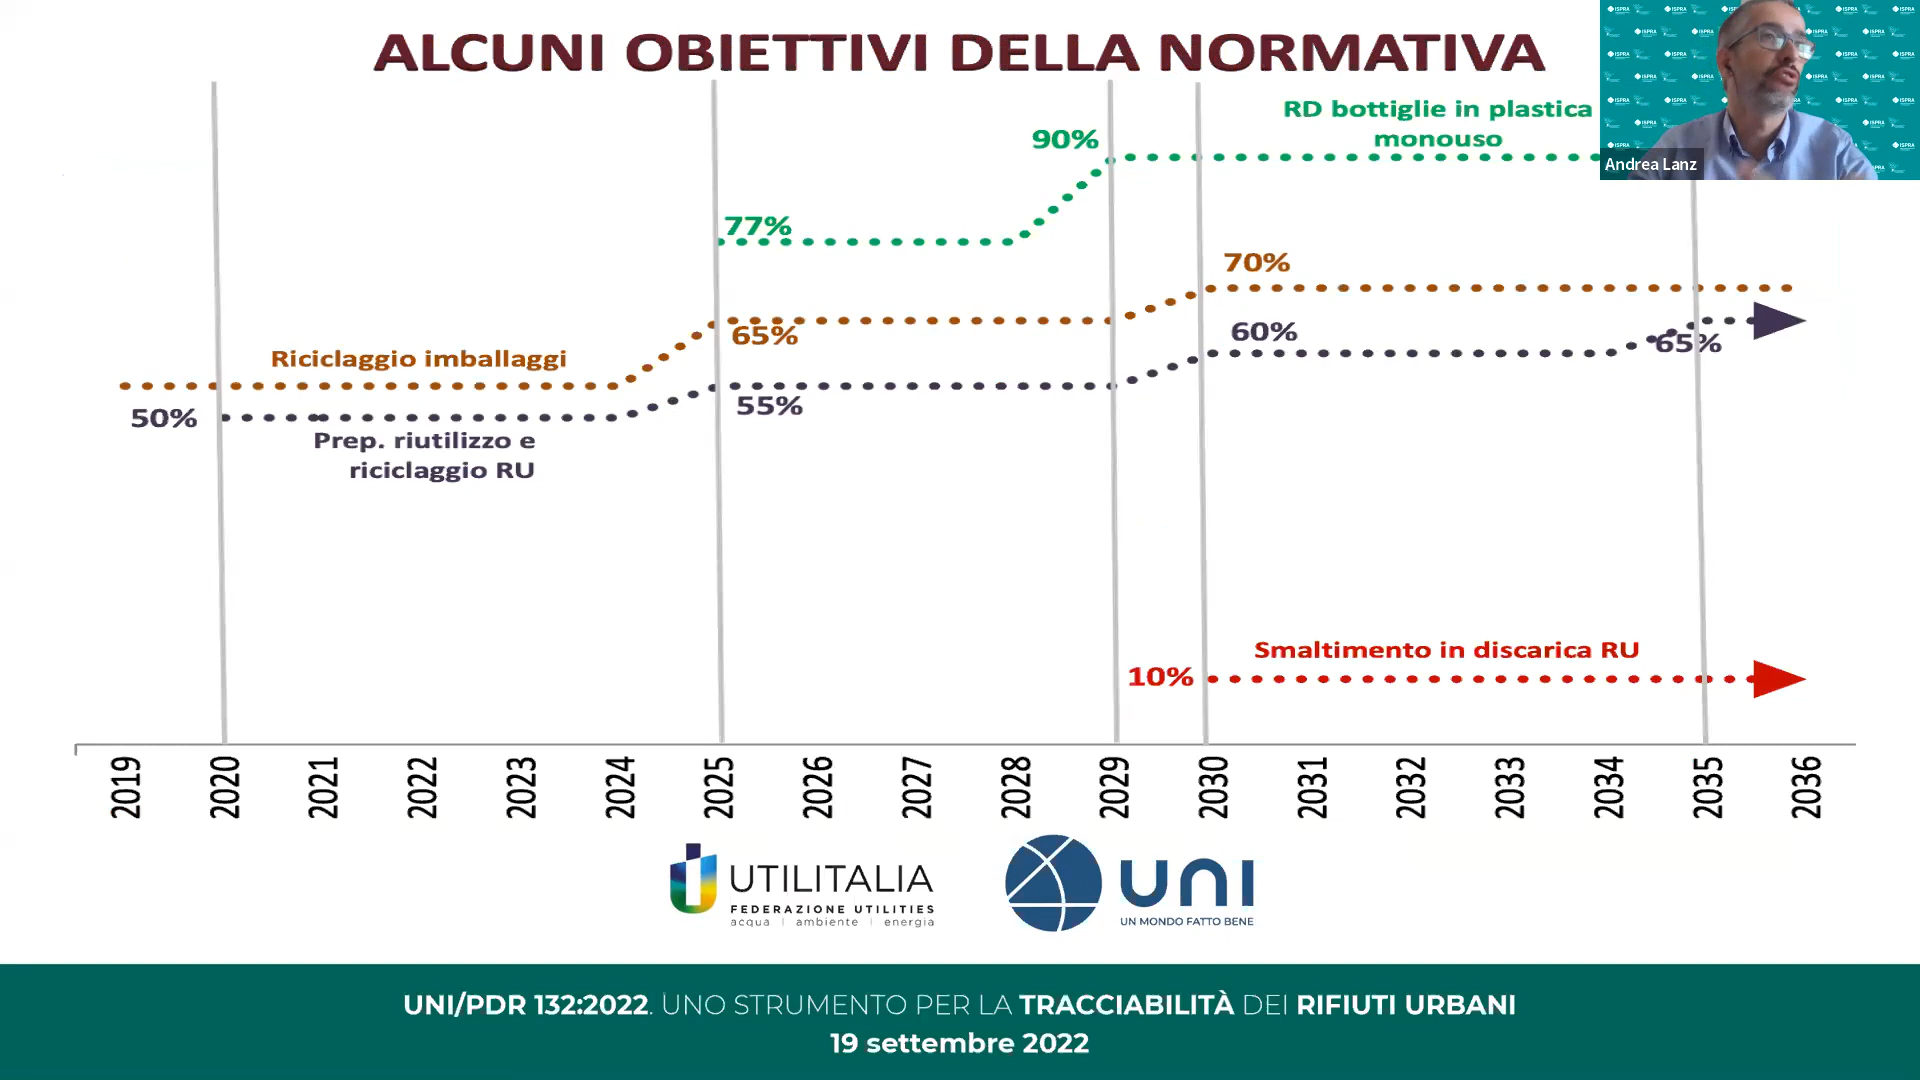 ALCUNI OBIETTIVI DELLA NORMATIVA
RD bottiglie in plastica
monouso
90%
77%
Andrea Lanz
70%
65%
60%
65%
Riciclaggio imballaggi
50%
55%
Prep. riutilizzo e
riciclaggio RU
Smaltimento in discarica RU
10%
2019 2020 2021 2022 2023 2024 2025 2026 2027 2028 2029 2030 2031 2032 2033 2034 2035 2036
UTILITALIA
FEDERAZIONE UTILITIES
acqua | ambiente | energia
UNI
UN MONDO FATTO BENE
UNI/PDR 132:2022. UNO STRUMENTO PER LA TRACCIABILITÀ DEI RIFIUTI URBANI
19 settembre 2022
ISPRA